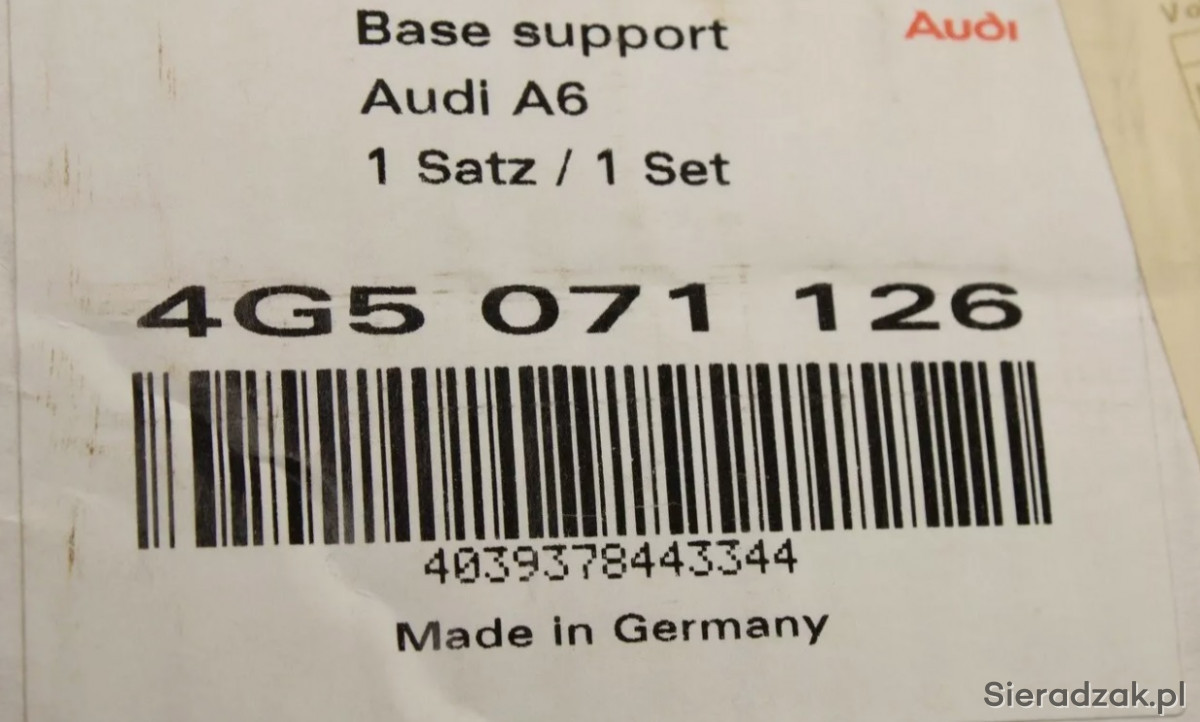 Base support
Audi
Audi A6
1 Satz / 1 Set
4G5 071 126
4039378443344
Made in Germany
Sieradzak.pl